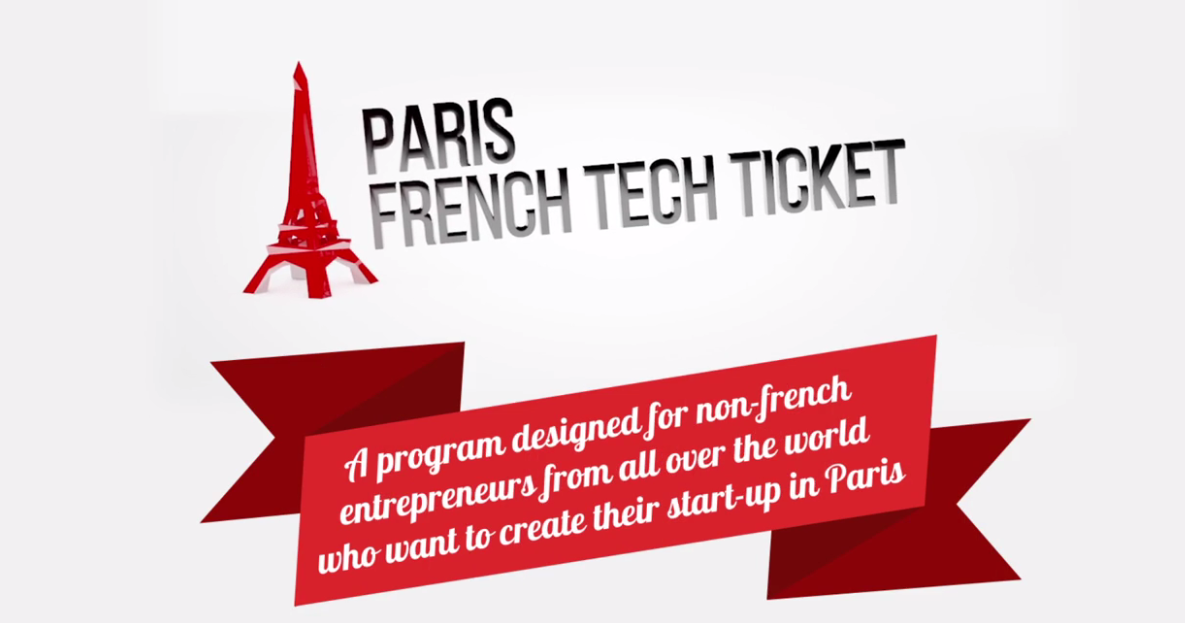 PARIS
FRENCH TECH TICKET
A program designed for non-french
entrepreneurs from all over the world
who want to create their start-up in Paris